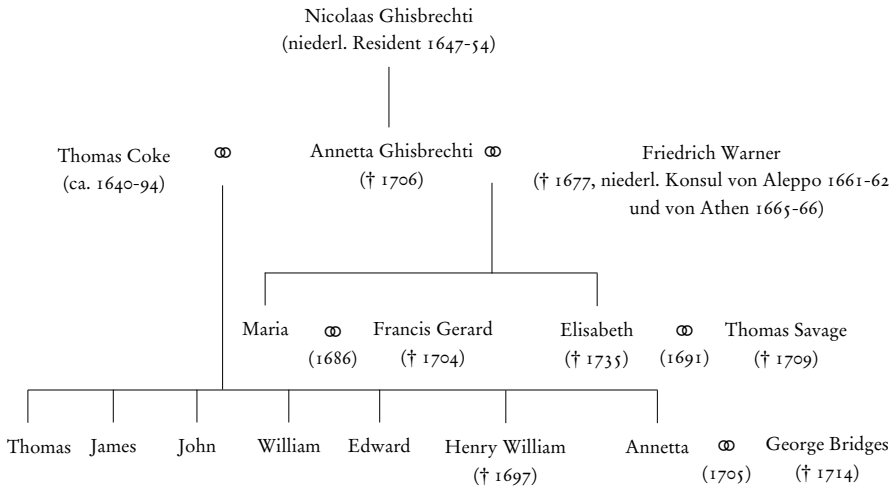 Nicolaas Ghisbrechti
(niederl. Resident 1647-54)
Thomas Coke ⚭ Annetta Ghisbrechti ⚭ Friedrich Warner
(ca. 1640-94) († 1706) († 1677, niederl. Konsul von Aleppo 1661-62
und von Athen 1665-66)
Maria ⚭ Francis Gerard Elisabeth ⚭ Thomas Savage
(1686) († 1704) († 1735) (1691) († 1709)
Thomas James John William Edward Henry William Annetta ⚭ George Bridges
(† 1697) (1705) († 1714)